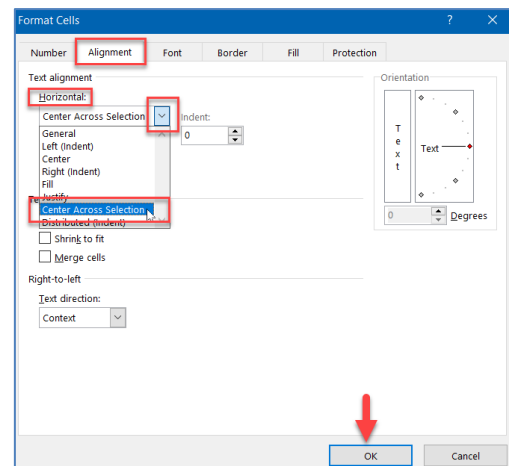 Format Cells ? ×
Number Alignment Font Border Fill Protection
Text alignment
Horizontal:
Center Across Selection
Indent:
0
General
Left (Indent)
Center
Right (Indent)
Fill
Justify
Center Across Selection
Distributed (Indent)
Te
Shrink to fit
Merge cells
Right-to-left
Text direction:
Context
Orientation
Text
Text
0 Degrees
OK Cancel